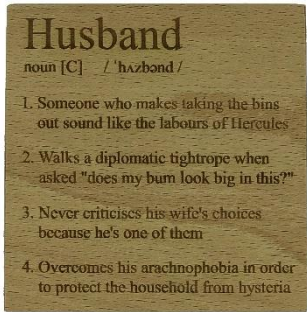 Husband
noun [C] / 'hʌzbənd /
1. Someone who makes taking the bins
out sound like the labours of Hercules
2. Walks a diplomatic tightrope when
asked "does my bum look big in this?"
3. Never criticises his wife's choices
because he's one of them
4. Overcomes his arachnophobia in order
to protect the household from hysteria